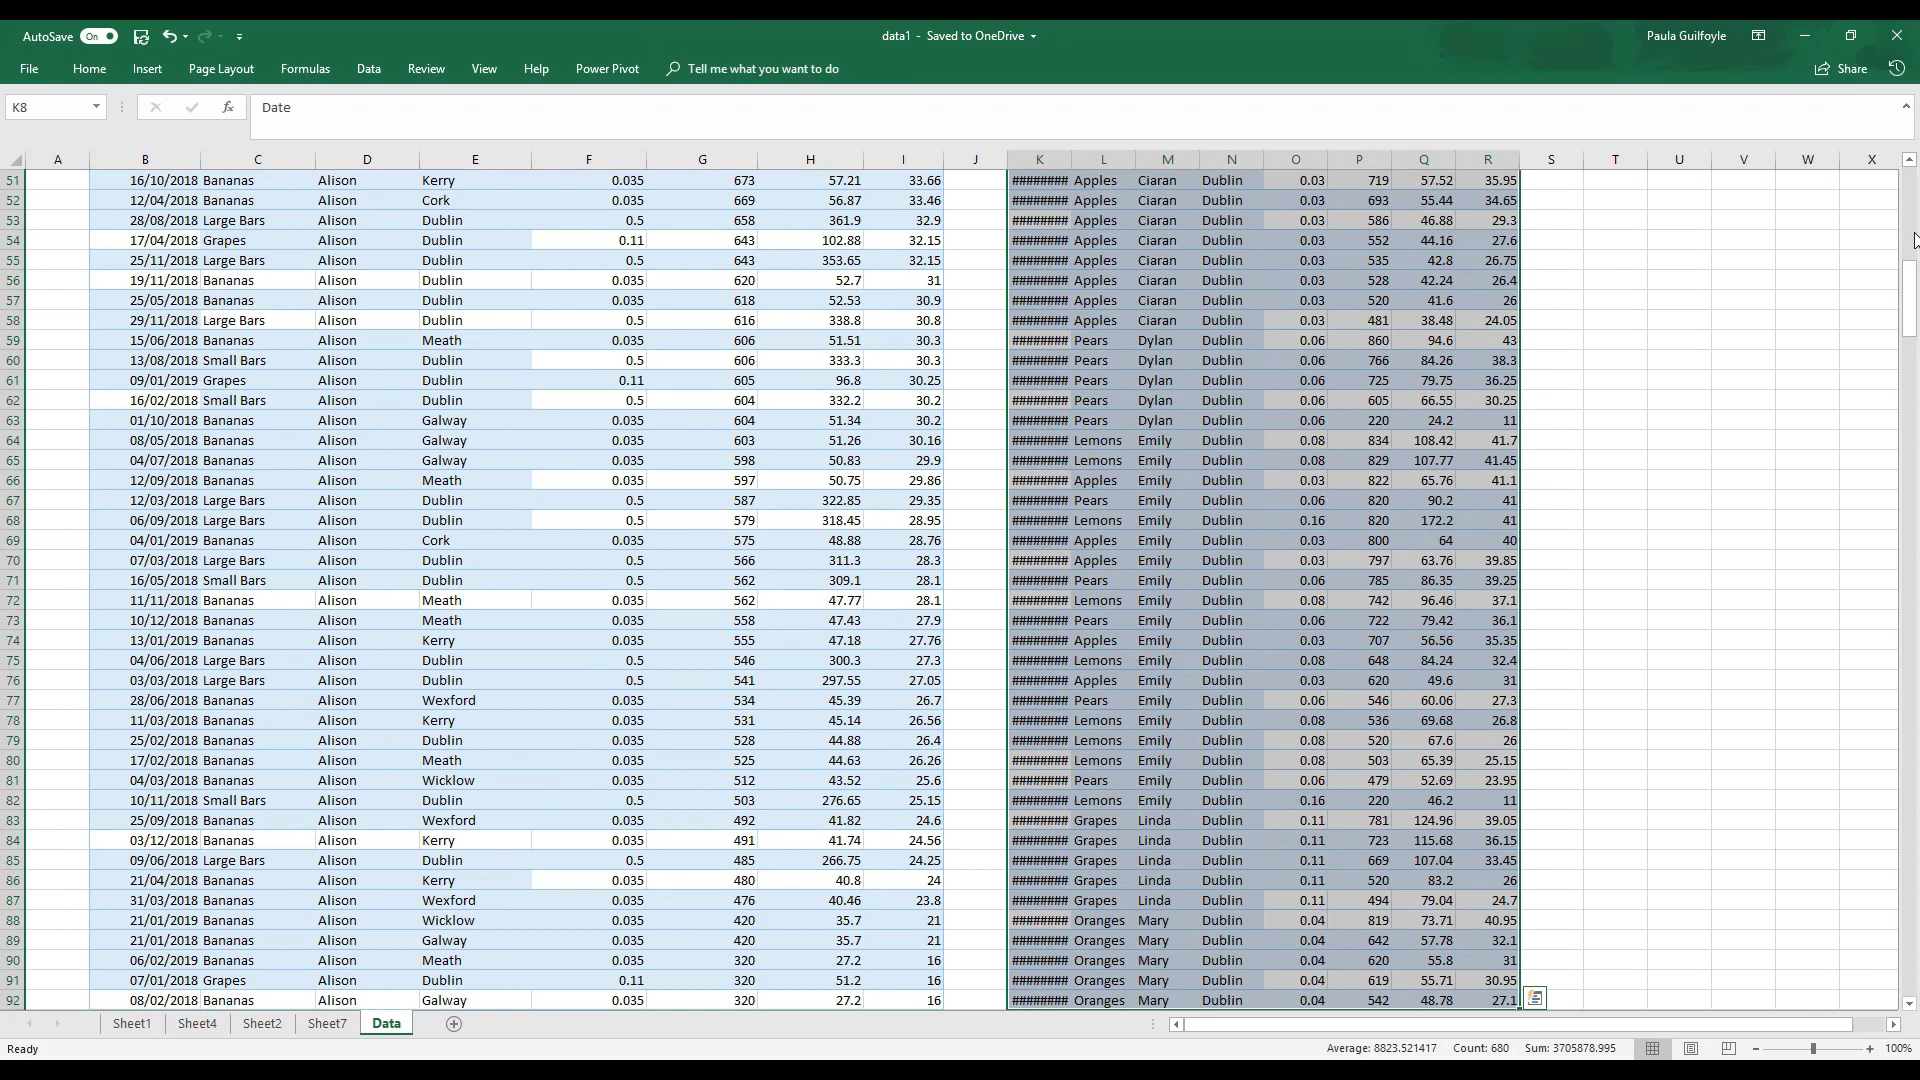 AutoSave On data1 - Saved to OneDrive Paula Guilfoyle
File Home Insert Page Layout Formulas Data Review View Help Power Pivot Tell me what you want to do Share
K8 fx Date
A B C D E F G H I J K L M N O P Q R S T U V W X
51 16/10/2018 Bananas Alison Kerry 0.035 673 57.21 33.66 ######## Apples Ciaran Dublin 0.03 719 57.52 35.95
52 12/04/2018 Bananas Alison Cork 0.035 669 56.87 33.46 ######## Apples Ciaran Dublin 0.03 693 55.44 34.65
53 28/08/2018 Large Bars Alison Dublin 0.5 658 361.9 32.9 ######## Apples Ciaran Dublin 0.03 586 46.88 29.3
54 17/04/2018 Grapes Alison Dublin 0.11 643 102.88 32.15 ######## Apples Ciaran Dublin 0.03 552 44.16 27.6
55 25/11/2018 Large Bars Alison Dublin 0.5 643 353.65 32.15 ######## Apples Ciaran Dublin 0.03 535 42.8 26.75
56 19/11/2018 Bananas Alison Dublin 0.035 620 52.7 31 ######## Apples Ciaran Dublin 0.03 528 42.24 26.4
57 25/05/2018 Bananas Alison Dublin 0.035 618 52.53 30.9 ######## Apples Ciaran Dublin 0.03 520 41.6 26
58 29/11/2018 Large Bars Alison Dublin 0.5 616 338.8 30.8 ######## Apples Ciaran Dublin 0.03 481 38.48 24.05
59 15/06/2018 Bananas Alison Meath 0.035 606 51.51 30.3 ######## Pears Dylan Dublin 0.06 860 94.6 43
60 13/08/2018 Small Bars Alison Dublin 0.5 606 333.3 30.3 ######## Pears Dylan Dublin 0.06 766 84.26 38.3
61 09/01/2019 Grapes Alison Dublin 0.11 605 96.8 30.25 ######## Pears Dylan Dublin 0.06 725 79.75 36.25
62 16/02/2018 Small Bars Alison Dublin 0.5 604 332.2 30.2 ######## Pears Dylan Dublin 0.06 605 66.55 30.25
63 01/10/2018 Bananas Alison Galway 0.035 604 51.34 30.2 ######## Pears Dylan Dublin 0.06 220 24.2 11
64 08/05/2018 Bananas Alison Galway 0.035 603 51.26 30.16 ######## Lemons Emily Dublin 0.08 834 108.42 41.7
65 04/07/2018 Bananas Alison Galway 0.035 598 50.83 29.9 ######## Lemons Emily Dublin 0.08 829 107.77 41.45
66 12/09/2018 Bananas Alison Meath 0.035 597 50.75 29.86 ######## Apples Emily Dublin 0.03 822 65.76 41.1
67 12/03/2018 Large Bars Alison Dublin 0.5 587 322.85 29.35 ######## Pears Emily Dublin 0.06 820 90.2 41
68 06/09/2018 Large Bars Alison Dublin 0.5 579 318.45 28.95 ######## Lemons Emily Dublin 0.16 820 172.2 41
69 04/01/2019 Bananas Alison Cork 0.035 575 48.88 28.76 ######## Apples Emily Dublin 0.03 800 64 40
70 07/03/2018 Large Bars Alison Dublin 0.5 566 311.3 28.3 ######## Apples Emily Dublin 0.03 797 63.76 39.85
71 16/05/2018 Small Bars Alison Dublin 0.5 562 309.1 28.1 ######## Pears Emily Dublin 0.06 785 86.35 39.25
72 11/11/2018 Bananas Alison Meath 0.035 562 47.77 28.1 ######## Lemons Emily Dublin 0.08 742 96.46 37.1
73 10/12/2018 Bananas Alison Meath 0.035 558 47.43 27.9 ######## Pears Emily Dublin 0.06 722 79.42 36.1
74 13/01/2019 Bananas Alison Kerry 0.035 555 47.18 27.76 ######## Apples Emily Dublin 0.03 707 56.56 35.35
75 04/06/2018 Large Bars Alison Dublin 0.5 546 300.3 27.3 ######## Lemons Emily Dublin 0.08 648 84.24 32.4
76 03/03/2018 Large Bars Alison Dublin 0.5 541 297.55 27.05 ######## Apples Emily Dublin 0.03 620 49.6 31
77 28/06/2018 Bananas Alison Wexford 0.035 534 45.39 26.7 ######## Pears Emily Dublin 0.06 546 60.06 27.3
78 11/03/2018 Bananas Alison Kerry 0.035 531 45.14 26.56 ######## Lemons Emily Dublin 0.08 536 69.68 26.8
79 25/02/2018 Bananas Alison Dublin 0.035 528 44.88 26.4 ######## Lemons Emily Dublin 0.08 520 67.6 26
80 17/02/2018 Bananas Alison Meath 0.035 525 44.63 26.26 ######## Lemons Emily Dublin 0.08 503 65.39 25.15
81 04/03/2018 Bananas Alison Wicklow 0.035 512 43.52 25.6 ######## Pears Emily Dublin 0.06 479 52.69 23.95
82 10/11/2018 Small Bars Alison Dublin 0.5 503 276.65 25.15 ######## Lemons Emily Dublin 0.16 220 46.2 11
83 25/09/2018 Bananas Alison Wexford 0.035 492 41.82 24.6 ######## Grapes Linda Dublin 0.11 781 124.96 39.05
84 03/12/2018 Bananas Alison Kerry 0.035 491 41.74 24.56 ######## Grapes Linda Dublin 0.11 723 115.68 36.15
85 09/06/2018 Large Bars Alison Dublin 0.5 485 266.75 24.25 ######## Grapes Linda Dublin 0.11 669 107.04 33.45
86 21/04/2018 Bananas Alison Kerry 0.035 480 40.8 24 ######## Grapes Linda Dublin 0.11 520 83.2 26
87 31/03/2018 Bananas Alison Wexford 0.035 476 40.46 23.8 ######## Grapes Linda Dublin 0.11 494 79.04 24.7
88 21/01/2019 Bananas Alison Wicklow 0.035 420 35.7 21 ######## Oranges Mary Dublin 0.04 819 73.71 40.95
89 21/01/2018 Bananas Alison Galway 0.035 420 35.7 21 ######## Oranges Mary Dublin 0.04 642 57.78 32.1
90 06/02/2019 Bananas Alison Meath 0.035 320 27.2 16 ######## Oranges Mary Dublin 0.04 620 55.8 31
91 07/01/2018 Grapes Alison Dublin 0.11 320 51.2 16 ######## Oranges Mary Dublin 0.04 619 55.71 30.95
92 08/02/2018 Bananas Alison Galway 0.035 320 27.2 16 ######## Oranges Mary Dublin 0.04 542 48.78 27.1
Sheet1 Sheet4 Sheet2 Sheet7 Data
Ready Average: 8823.521417 Count: 680 Sum: 3705878.995 100%